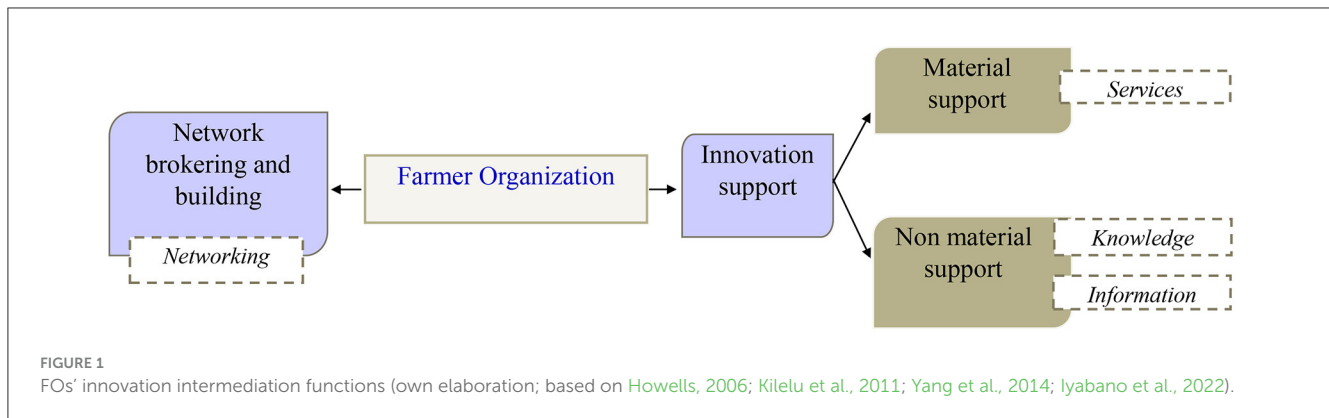 Network
brokering and
building
Networking
Farmer Organization
Innovation
support
Material
support
Services
Non material
support
Knowledge
Information
FIGURE 1
FOs’ innovation intermediation functions (own elaboration; based on Howells, 2006; Kilelu et al., 2011; Yang et al., 2014; Iyabano et al., 2022).